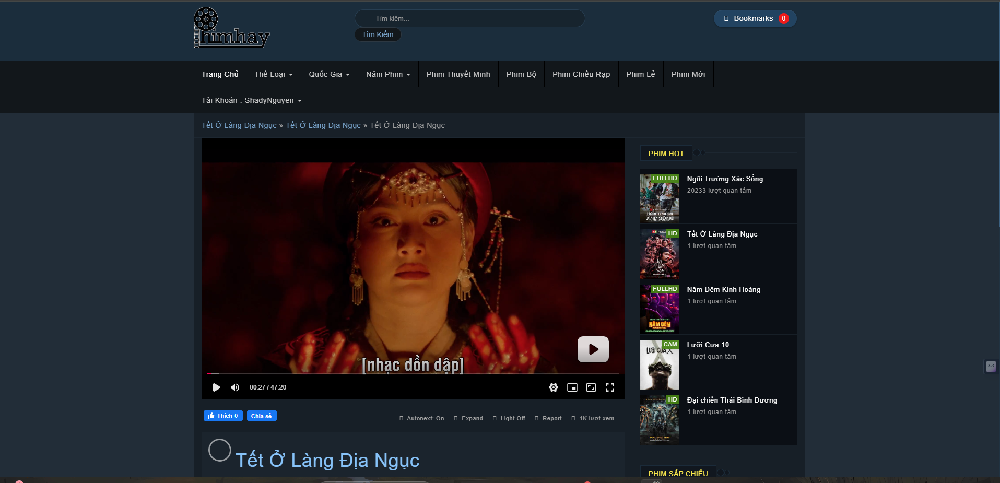 Phimhay
Tìm kiếm...
Tìm Kiếm
Bookmarks 0
Trang Chủ Thể Loại Quốc Gia Năm Phim Phim Thuyết Minh Phim Bộ Phim Chiếu Rạp Phim Lẻ Phim Mới
Tài Khoản : ShadyNguyen
Tết Ở Làng Địa Ngục » Tết Ở Làng Địa Ngục » Tết Ở Làng Địa Ngục
[nhạc dồn dập]
00:27 / 47:20
Thích 0 Chia sẻ
Autonext: On Expand Light Off Report 1K lượt xem
Tết Ở Làng Địa Ngục
PHIM HOT
FULLHD
NGÔI TRƯỜNG
XÁC SỐNG
Ngôi Trường Xác Sống
20233 lượt quan tâm
HD
Tết Ở Làng Địa Ngục
1 lượt quan tâm
FULLHD
NĂM ĐÊM
Năm Đêm Kinh Hoàng
1 lượt quan tâm
CAM
LƯỠI CƯA X
Lưỡi Cưa 10
1 lượt quan tâm
HD
PACIFIC RIM
Đại chiến Thái Bình Dương
1 lượt quan tâm
PHIM SẮP CHIẾU